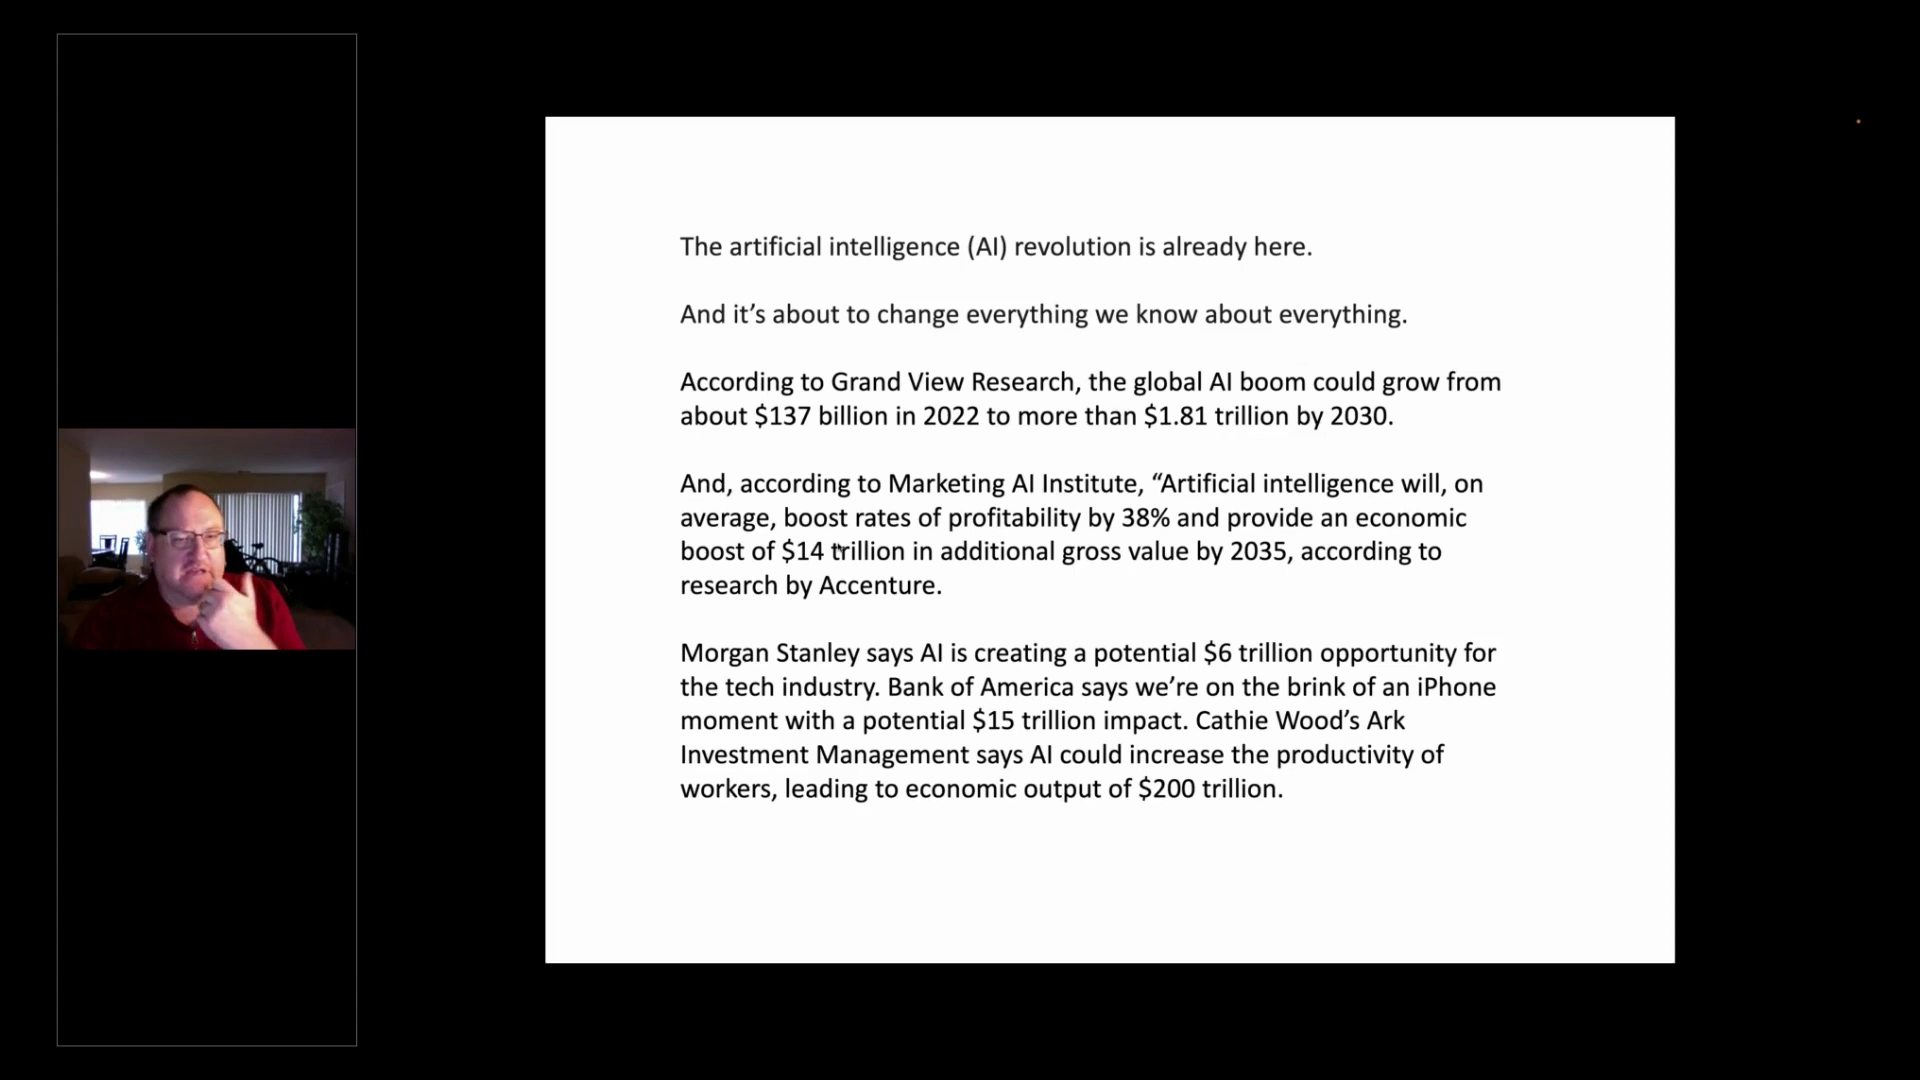 The artificial intelligence (AI) revolution is already here.
And it’s about to change everything we know about everything.
According to Grand View Research, the global AI boom could grow from
about $137 billion in 2022 to more than $1.81 trillion by 2030.
And, according to Marketing AI Institute, “Artificial intelligence will, on
average, boost rates of profitability by 38% and provide an economic
boost of $14 trillion in additional gross value by 2035, according to
research by Accenture.
Morgan Stanley says AI is creating a potential $6 trillion opportunity for
the tech industry. Bank of America says we’re on the brink of an iPhone
moment with a potential $15 trillion impact. Cathie Wood’s Ark
Investment Management says AI could increase the productivity of
workers, leading to economic output of $200 trillion.